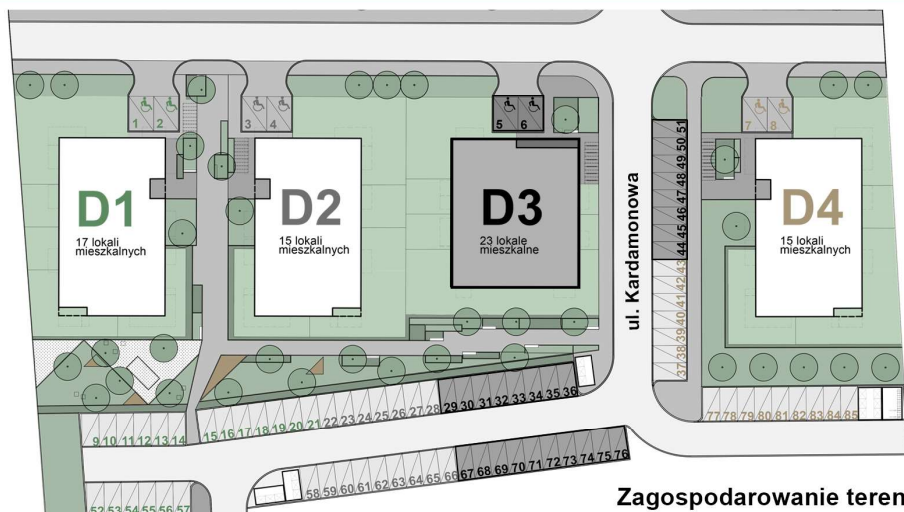 1 2
3 4
5 6
7 8
D1
17 lokali
mieszkalnych
D2
15 lokali
mieszkalnych
D3
23 lokale
mieszkalne
D4
15 lokali
mieszkalnych
ul. Kardamonowa
51
50
49
48
47
46
45
44
43
42
41
40
39
38
37
9 10 11 12 13 14
15 16 17 18 19 20 21 22 23 24 25 26 27 28 29 30 31 32 33 34 35 36
77 78 79 80 81 82 83 84 85
58 59 60 61 62 63 64 65 66 67 68 69 70 71 72 73 74 75 76
52 53 54 55 56 57
Zagospodarowanie teren